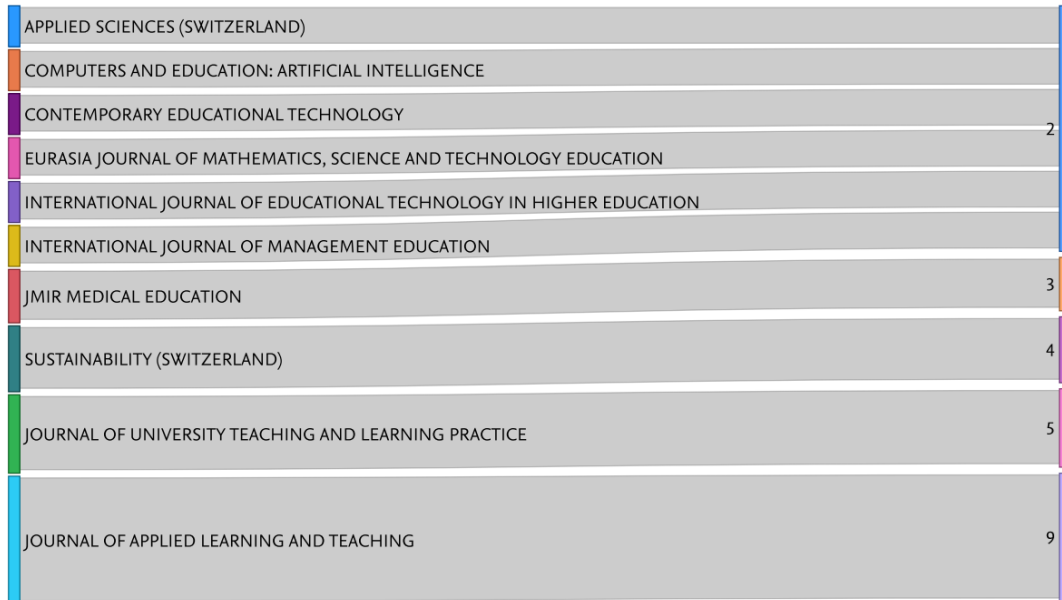 APPLIED SCIENCES (SWITZERLAND)
COMPUTERS AND EDUCATION: ARTIFICIAL INTELLIGENCE
CONTEMPORARY EDUCATIONAL TECHNOLOGY
2
EURASIA JOURNAL OF MATHEMATICS, SCIENCE AND TECHNOLOGY EDUCATION
INTERNATIONAL JOURNAL OF EDUCATIONAL TECHNOLOGY IN HIGHER EDUCATION
INTERNATIONAL JOURNAL OF MANAGEMENT EDUCATION
JMIR MEDICAL EDUCATION
3
SUSTAINABILITY (SWITZERLAND)
4
JOURNAL OF UNIVERSITY TEACHING AND LEARNING PRACTICE
5
JOURNAL OF APPLIED LEARNING AND TEACHING
9